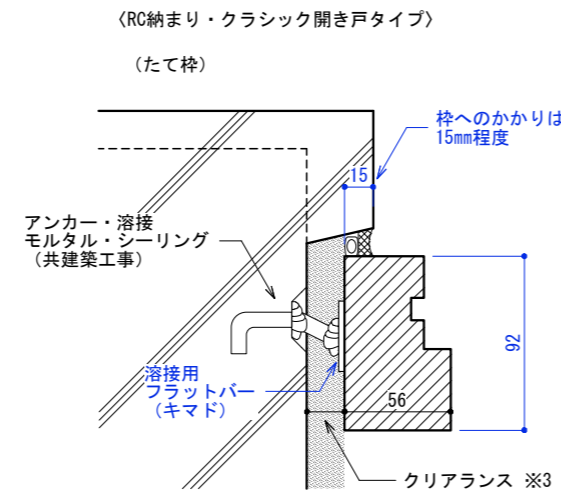 〈RC納まり・クラシック開き戸タイプ〉
（たて枠）
枠へのかかりは
15mm程度
15
アンカー・溶接
モルタル・シーリング
（共建築工事）
92
溶接用
フラットバー
（キマド）
56
クリアランス ※3